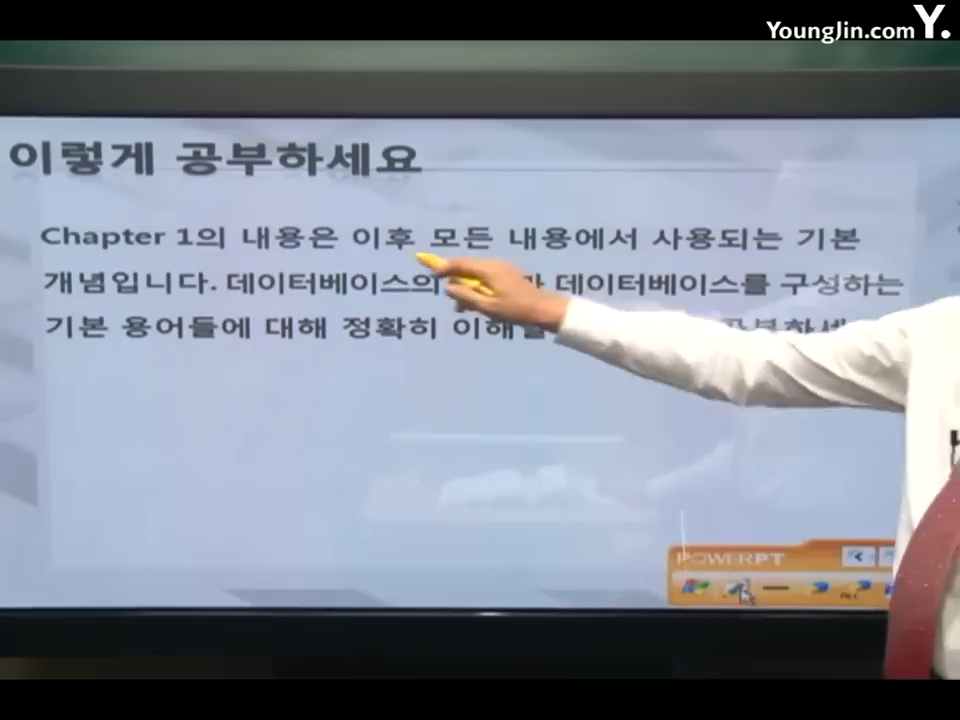 YoungJin.com Y.
이렇게 공부하세요
Chapter 1의 내용은 이후 모든 내용에서 사용되는 기본
개념입니다. 데이터베이스의 데이터베이스를 구성하는
기본 용어들에 대해 정확히
POWERPT